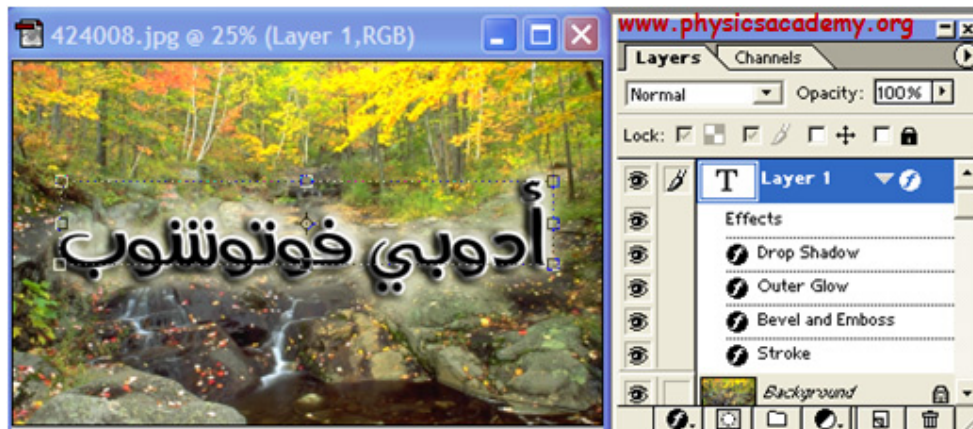 424008.jpg @ 25% (Layer 1,RGB)
أدوبي فوتوشوب
www.physicsacademy.org
Layers Channels
Normal Opacity: 100%
Lock:
T Layer 1
Effects
Drop Shadow
Outer Glow
Bevel and Emboss
Stroke
Background